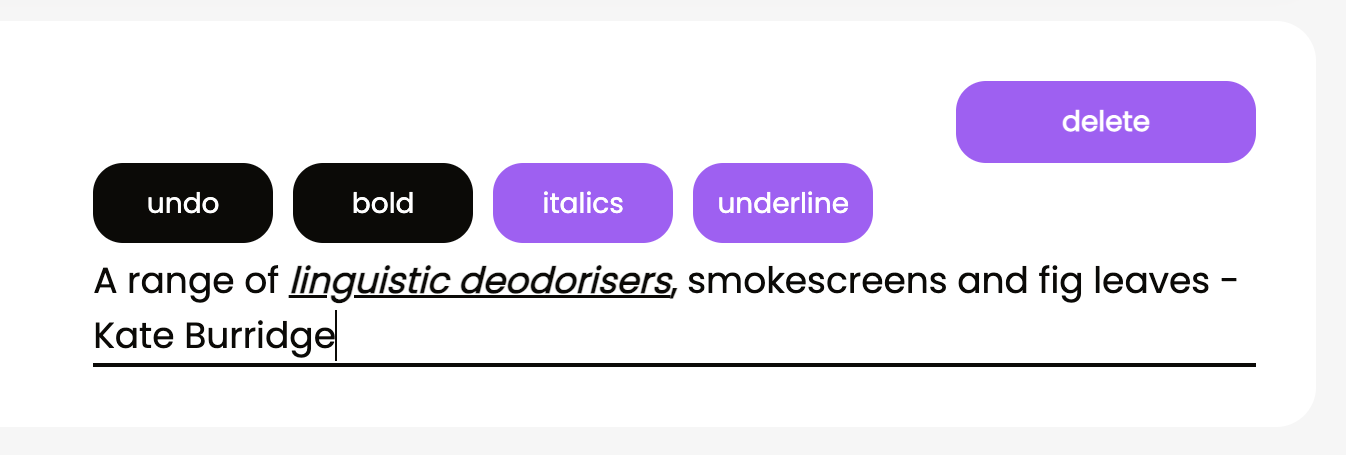 delete
undo bold italics underline
A range of linguistic deodorisers, smokescreens and fig leaves -
Kate Burridge